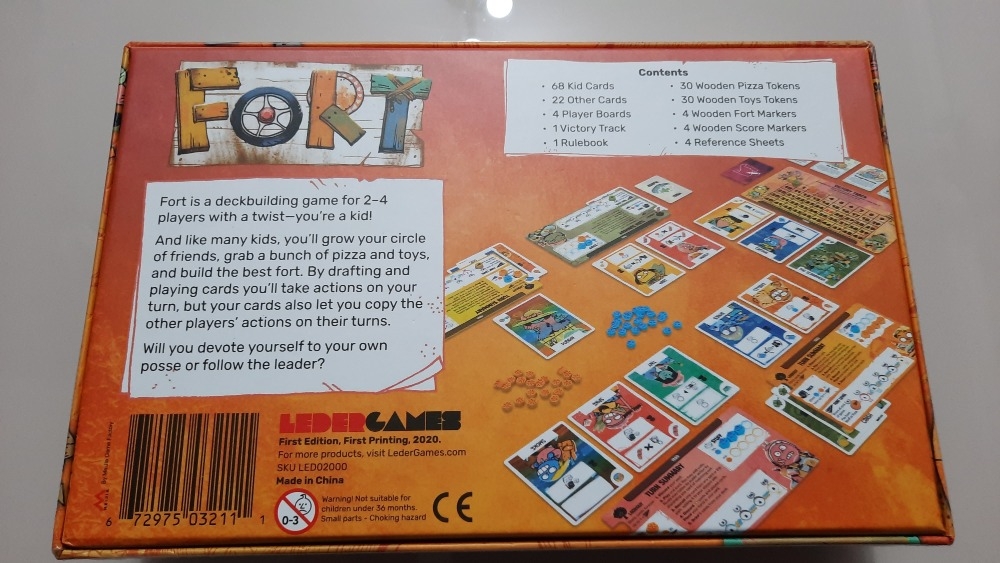 FORT
Contents
• 68 Kid Cards
• 22 Other Cards
• 4 Player Boards
• 1 Victory Track
• 1 Rulebook
• 30 Wooden Pizza Tokens
• 30 Wooden Toys Tokens
• 4 Wooden Fort Markers
• 4 Wooden Score Markers
• 4 Reference Sheets
Fort is a deckbuilding game for 2–4
players with a twist—you're a kid!
And like many kids, you'll grow your circle
of friends, grab a bunch of pizza and toys,
and build the best fort. By drafting and
playing cards you'll take actions on your
turn, but your cards also let you copy the
other players' actions on their turns.
Will you devote yourself to your own
posse or follow the leader?
LEDERGAMES
First Edition, First Printing, 2020.
For more products, visit LederGames.com
SKU LED02000
Made in China
0-3
Warning! Not suitable for
children under 36 months.
Small parts - Choking hazard
CE
6 72975 03211 1
TURN SUMMARY